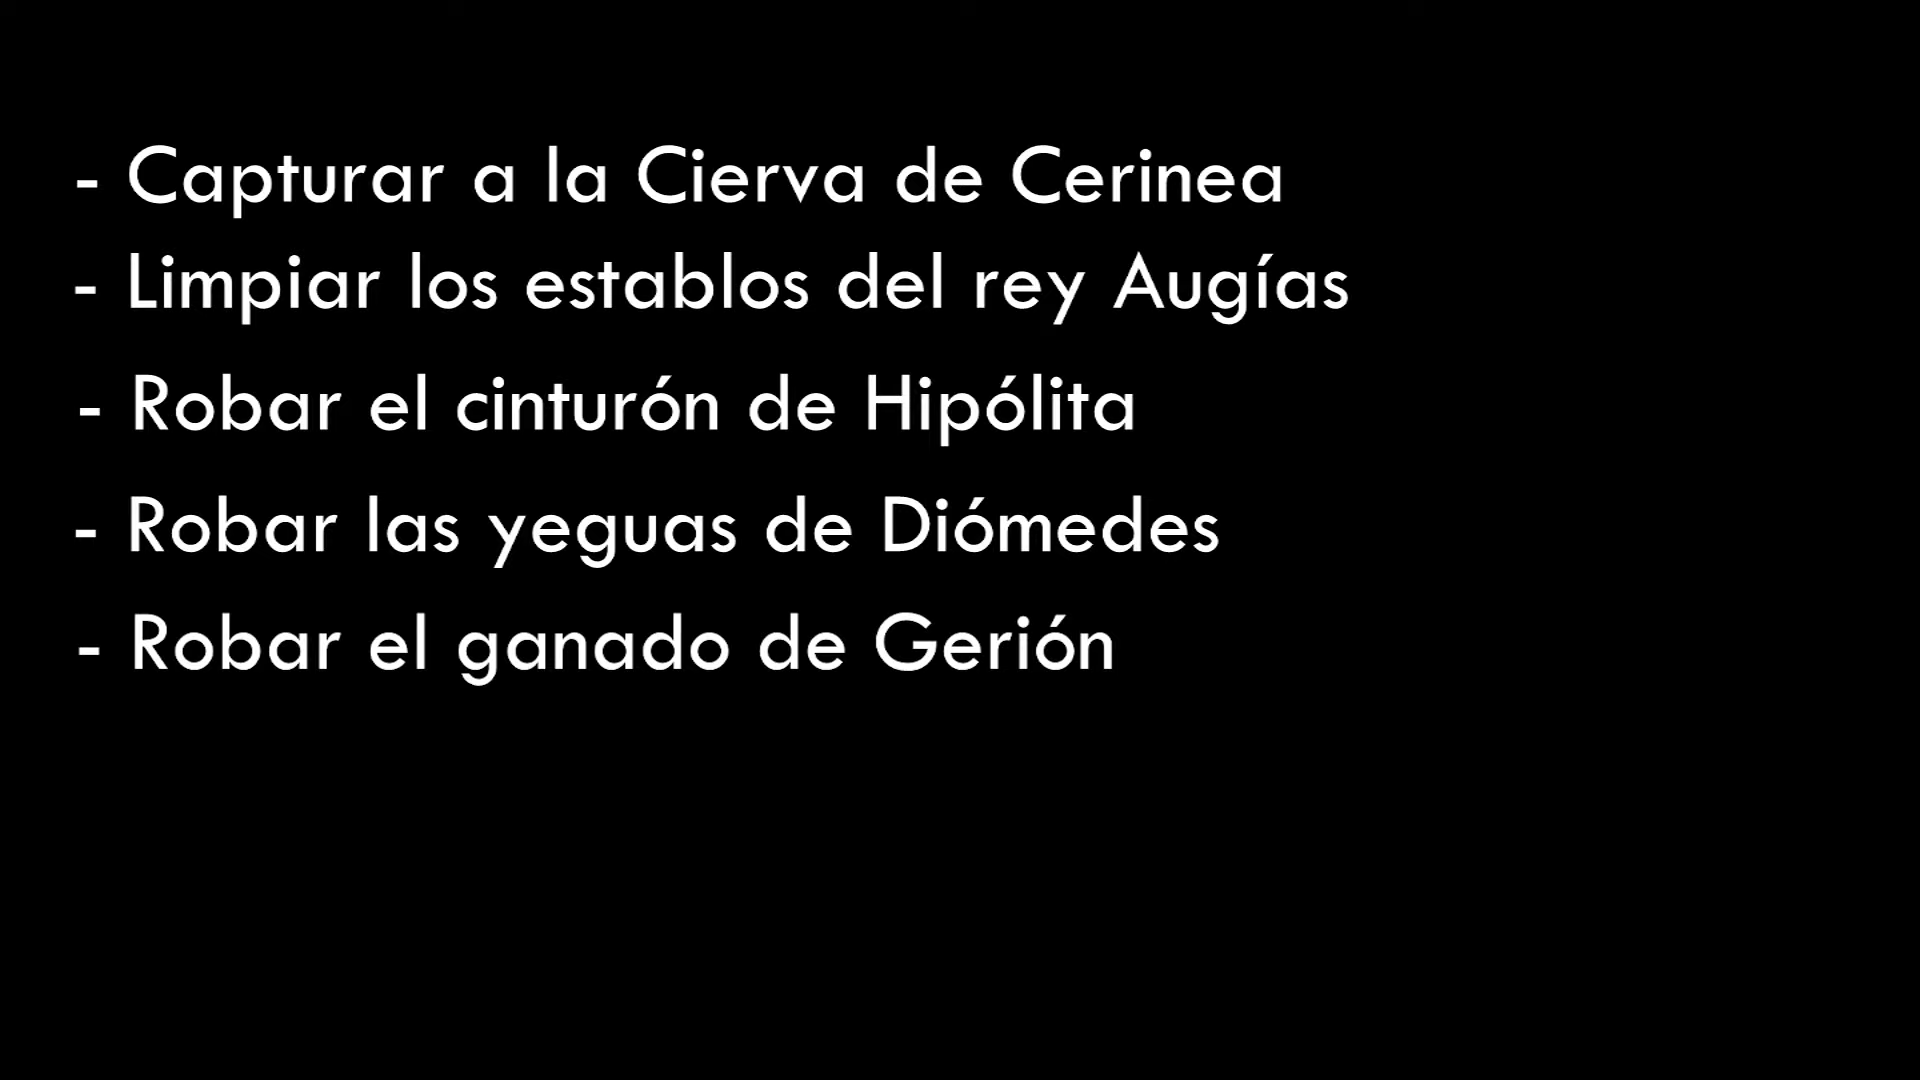 - Capturar a la Cierva de Cerinea
- Limpiar los establos del rey Augías
- Robar el cinturón de Hipólita
- Robar las yeguas de Diómedes
- Robar el ganado de Gerión